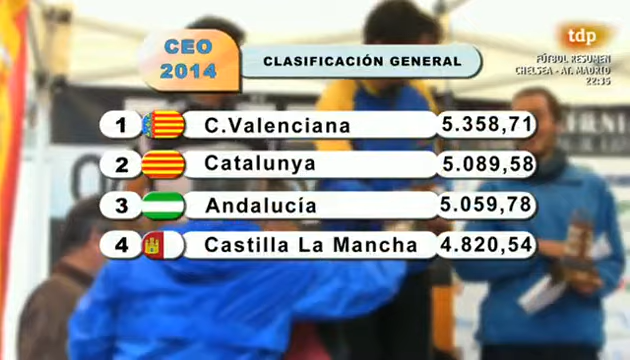 tdp
FÚTBOL RESUMEN
CHELSEA - AT. MADRID
22:35
CEO
2014
CLASIFICACIÓN GENERAL
1 C.Valenciana 5.358,71
2 Catalunya 5.089,58
3 Andalucía 5.059,78
4 Castilla La Mancha 4.820,54